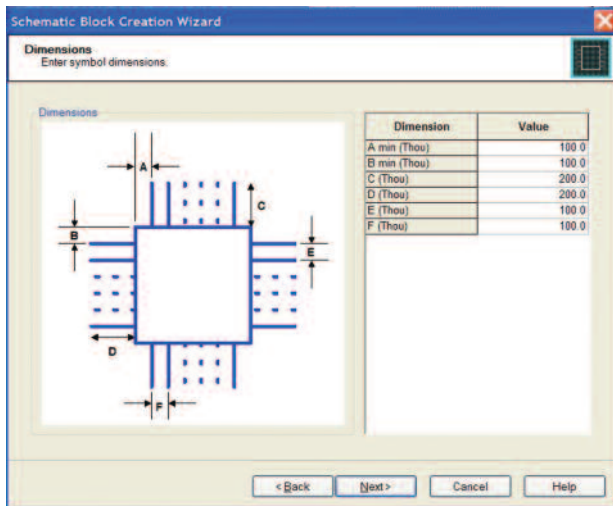 Schematic Block Creation Wizard
Dimensions
Enter symbol dimensions.
Dimensions
A
C
B
E
D
F
Dimension Value
A min (Thou) 100.0
B min (Thou) 100.0
C (Thou) 200.0
D (Thou) 200.0
E (Thou) 100.0
F (Thou) 100.0
< Back Next > Cancel Help